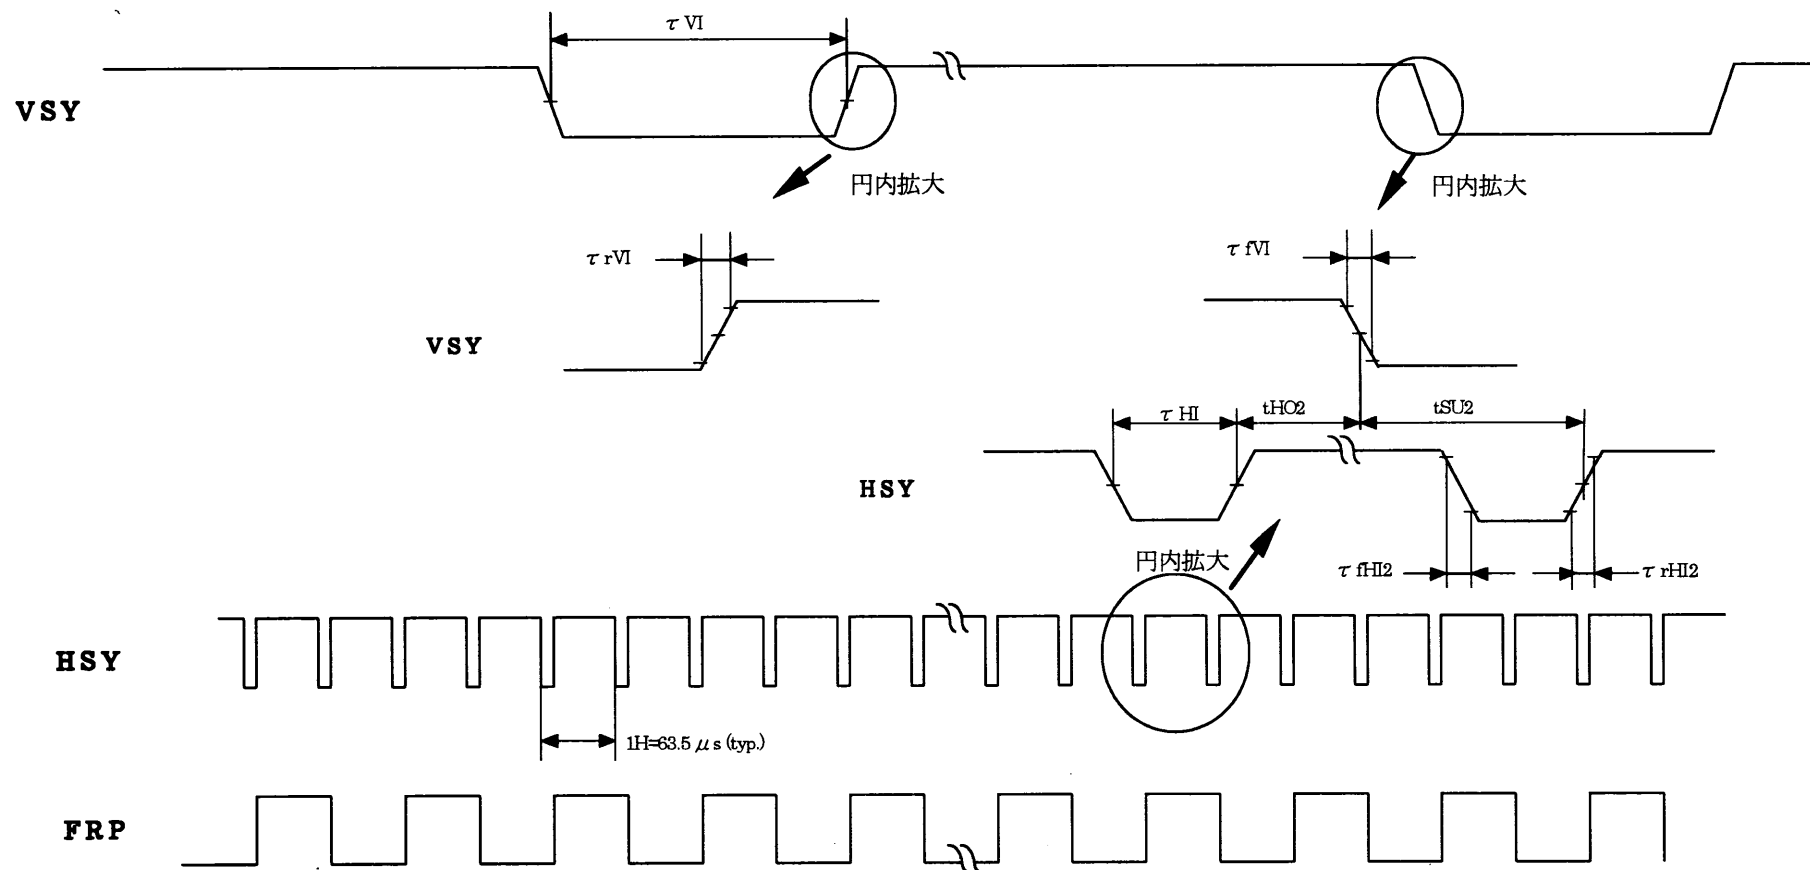 τ VI
VSY
円内拡大
円内拡大
τ rVI
τ fVI
VSY
τ HI
tHO2
tSU2
HSY
円内拡大
τ fHI2
τ rHI2
HSY
1H=63.5 μ s (typ.)
FRP